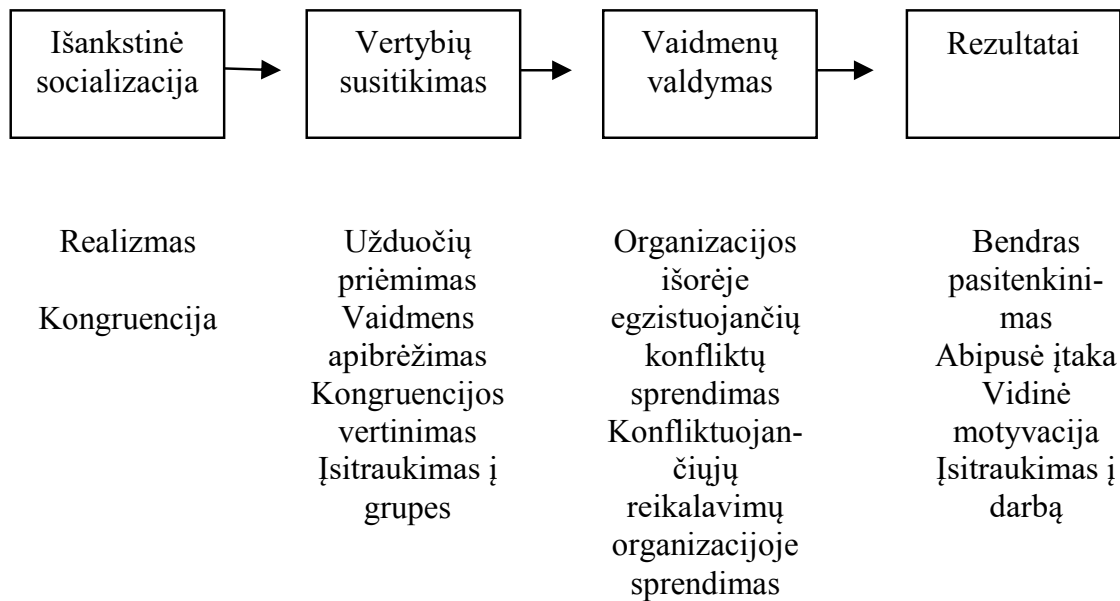 Išankstinė
socializacija
Vertybių
susitikimas
Vaidmenų
valdymas
Rezultatai
Realizmas
Kongruencija
Užduočių
priėmimas
Vaidmens
apibrėžimas
Kongruencijos
vertinimas
Įsitraukimas į
grupes
Organizacijos
išorėje
egzistuojančių
konfliktų
sprendimas
Konfliktuojan-
čiųjų
reikalavimų
organizacijoje
sprendimas
Bendras
pasitenkini-
mas
Abipusė įtaka
Vidinė
motyvacija
Įsitraukimas į
darbą